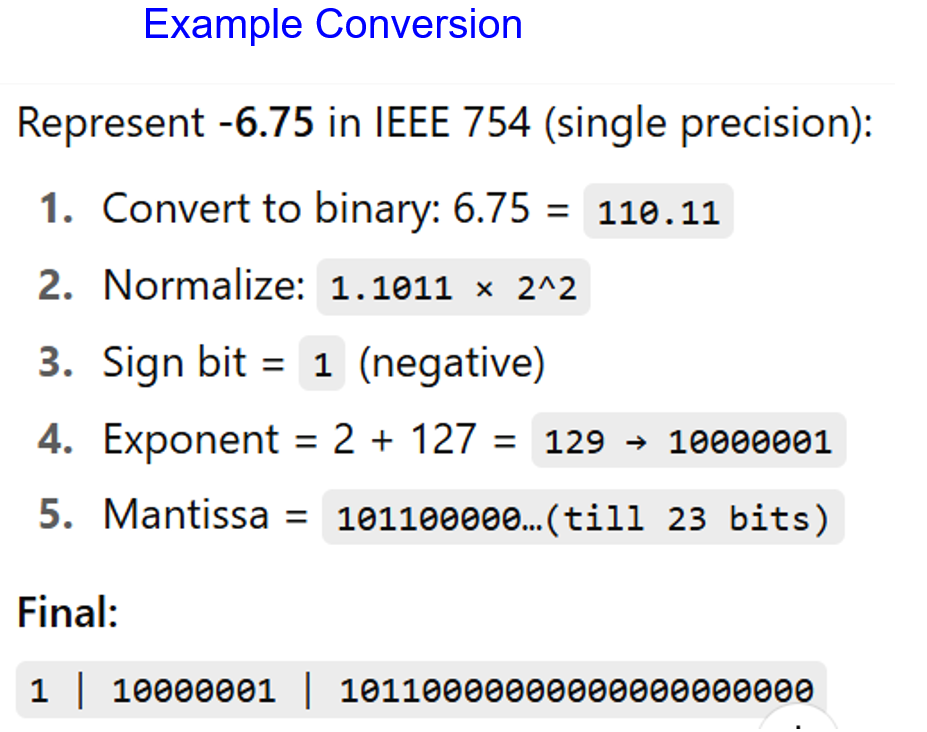 Example Conversion
Represent -6.75 in IEEE 754 (single precision):
1. Convert to binary: 6.75 = 110.11
2. Normalize: 1.1011 × 2^2
3. Sign bit = 1 (negative)
4. Exponent = 2 + 127 = 129 → 10000001
5. Mantissa = 101100000…(till 23 bits)
Final:
1 | 10000001 | 10110000000000000000000